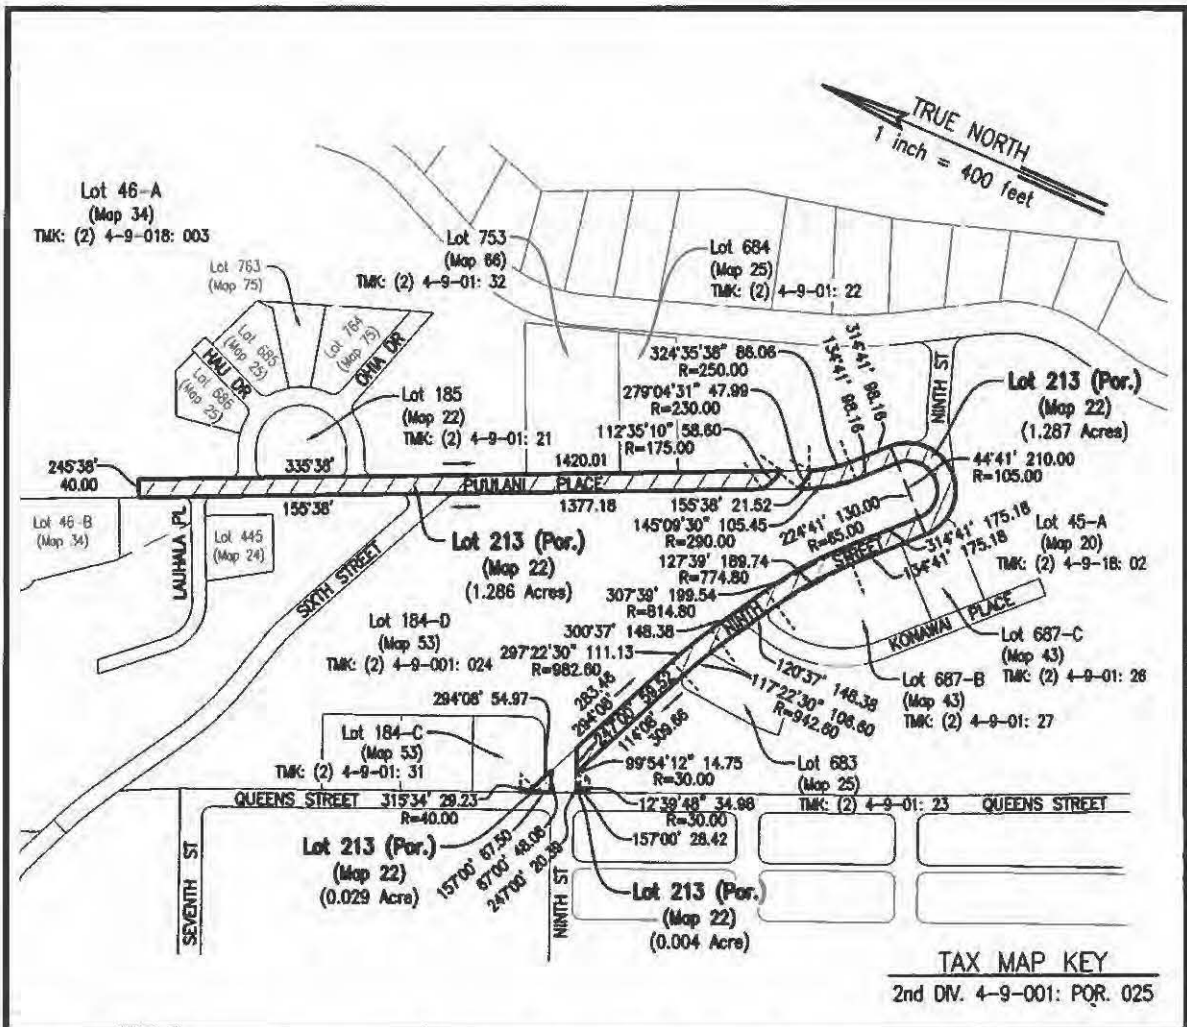 TRUE NORTH
1 inch = 400 feet
Lot 46-A
(Map 34)
TMK: (2) 4-9-018: 003
Lot 763
(Map 75)
Lot 753
(Map 66)
TMK: (2) 4-9-01: 32
Lot 684
(Map 25)
TMK: (2) 4-9-01: 22
Lot 685
(Map 25)
Lot 764
(Map 75)
HAU DR
OHIA DR
Lot 686
(Map 25)
Lot 185
(Map 22)
TMK: (2) 4-9-01: 21
324°35'38" 86.06
R=250.00
279°04'31" 47.99
R=230.00
112°35'10" 58.60
R=175.00
314°41' 98.16
134°41' 98.16
NINTH ST
Lot 213 (Por.)
(Map 22)
(1.287 Acres)
44°41' 210.00
R=105.00
245°38'
40.00
335°38'
1420.01
PUULANI PLACE
155°38'
1377.18
155°38' 21.52
145°09'30" 105.45
R=290.00
224°41' 130.00
R=65.00
127°39' 189.74
R=774.80
307°39' 199.54
R=814.80
314°41' 175.18
134°41' 175.18
Lot 45-A
(Map 20)
TMK: (2) 4-9-18: 02
Lot 46-B
(Map 34)
LAUHALA PL
Lot 445
(Map 24)
SIXTH STREET
Lot 213 (Por.)
(Map 22)
(1.286 Acres)
NINTH STREET
KONAWAI PLACE
Lot 184-D
(Map 53)
TMK: (2) 4-9-001: 024
300°37' 148.38
297°22'30" 111.13
R=982.60
294°08' 54.97
283.46
294°08'
247°00' 59.52
114°08'
309.66
120°37' 148.38
117°22'30" 106.60
R=942.60
Lot 687-C
(Map 43)
TMK: (2) 4-9-01: 26
Lot 687-B
(Map 43)
TMK: (2) 4-9-01: 27
Lot 184-C
(Map 53)
TMK: (2) 4-9-01: 31
99°54'12" 14.75
R=30.00
Lot 683
(Map 25)
TMK: (2) 4-9-01: 23
QUEENS STREET
315°34' 29.23
R=40.00
12°39'48" 34.98
R=30.00
157°00' 28.42
QUEENS STREET
SEVENTH ST
Lot 213 (Por.)
(Map 22)
(0.029 Acre)
157°00' 67.50
67°00' 48.08
247°00' 20.39
NINTH ST
Lot 213 (Por.)
(Map 22)
(0.004 Acre)
TAX MAP KEY
2nd DIV. 4-9-001: POR. 025